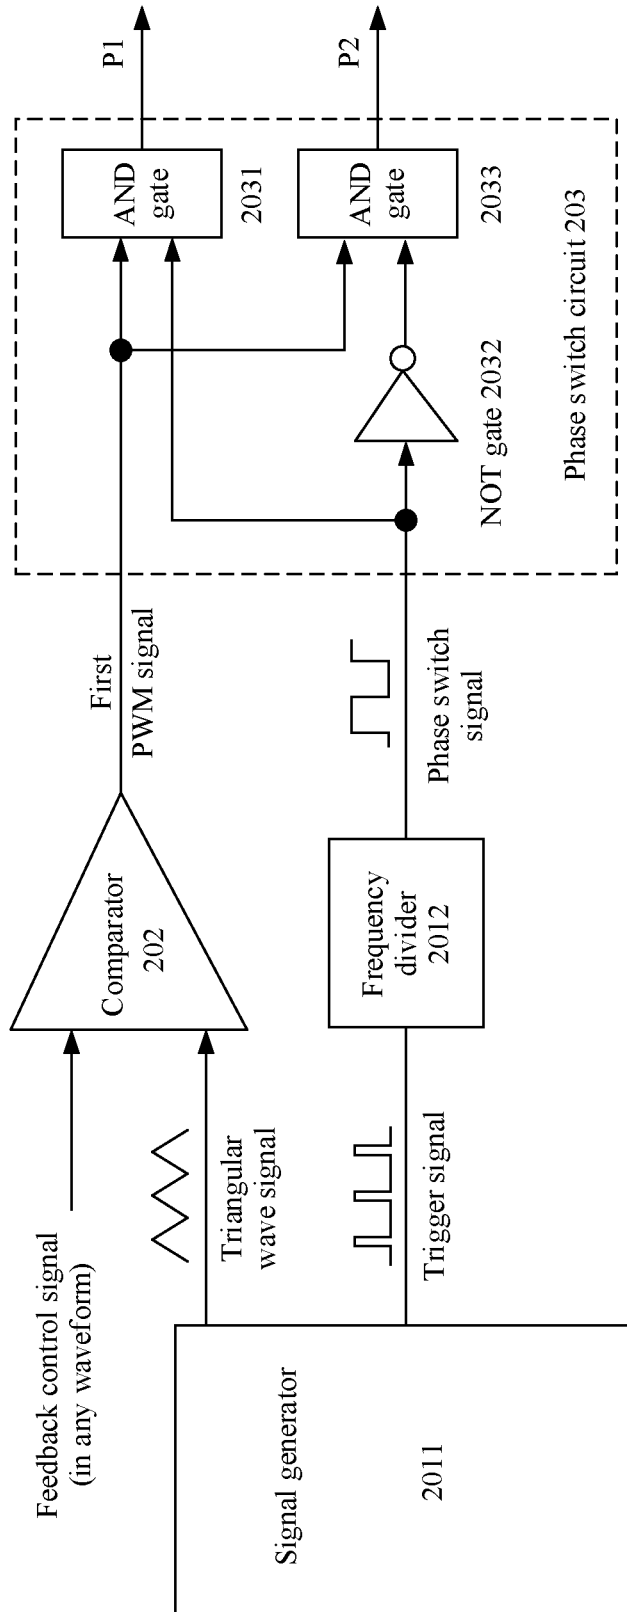 Feedback control signal
(in any waveform)
Signal generator
2011
Triangular
wave signal
Trigger signal
Comparator
202
Frequency
divider
2012
First
PWM signal
Phase switch
signal
AND
gate
2031
P1
AND
gate
2033
P2
NOT gate 2032
Phase switch circuit 203